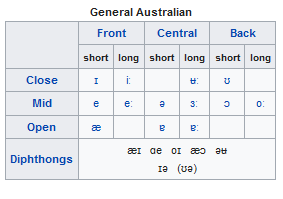 General Australian
Front Central Back
short long short long short long
Close ɪ iː ʉː ʊ
Mid e eː ə ɜː ɔ oː
Open æ ɐ ɐː
Diphthongs æɪ ɑe oɪ æɔ əʉ
ɪə (ʊə)